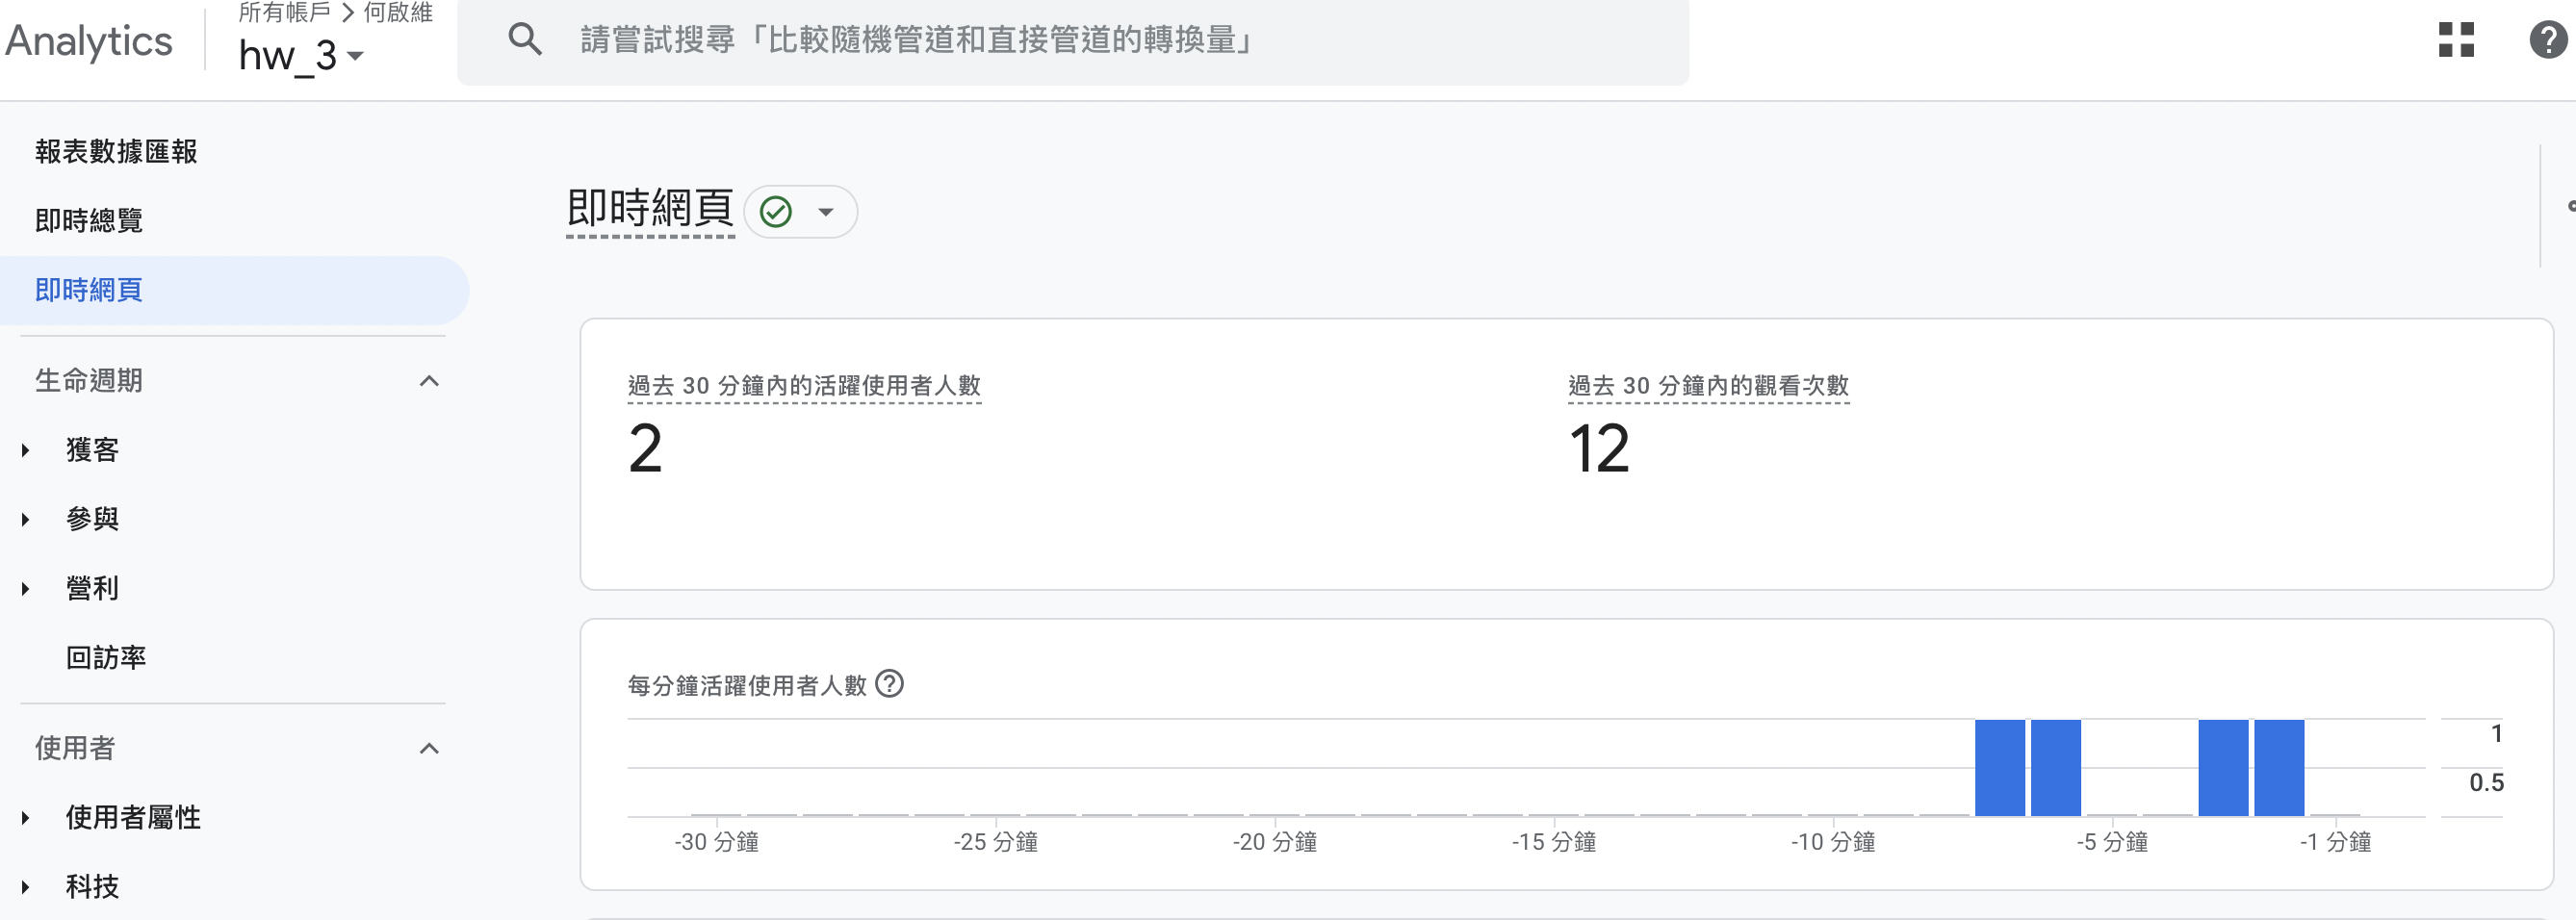 Analytics
所有帳戶 > 何啟維
hw_3
請嘗試搜尋「比較隨機管道和直接管道的轉換量」
報表數據匯報
即時總覽
即時網頁
生命週期
獲客
參與
營利
回訪率
使用者
使用者屬性
科技
即時網頁
過去 30 分鐘內的活躍使用者人數
2
過去 30 分鐘內的觀看次數
12
每分鐘活躍使用者人數
1
0.5
-30 分鐘
-25 分鐘
-20 分鐘
-15 分鐘
-10 分鐘
-5 分鐘
-1 分鐘